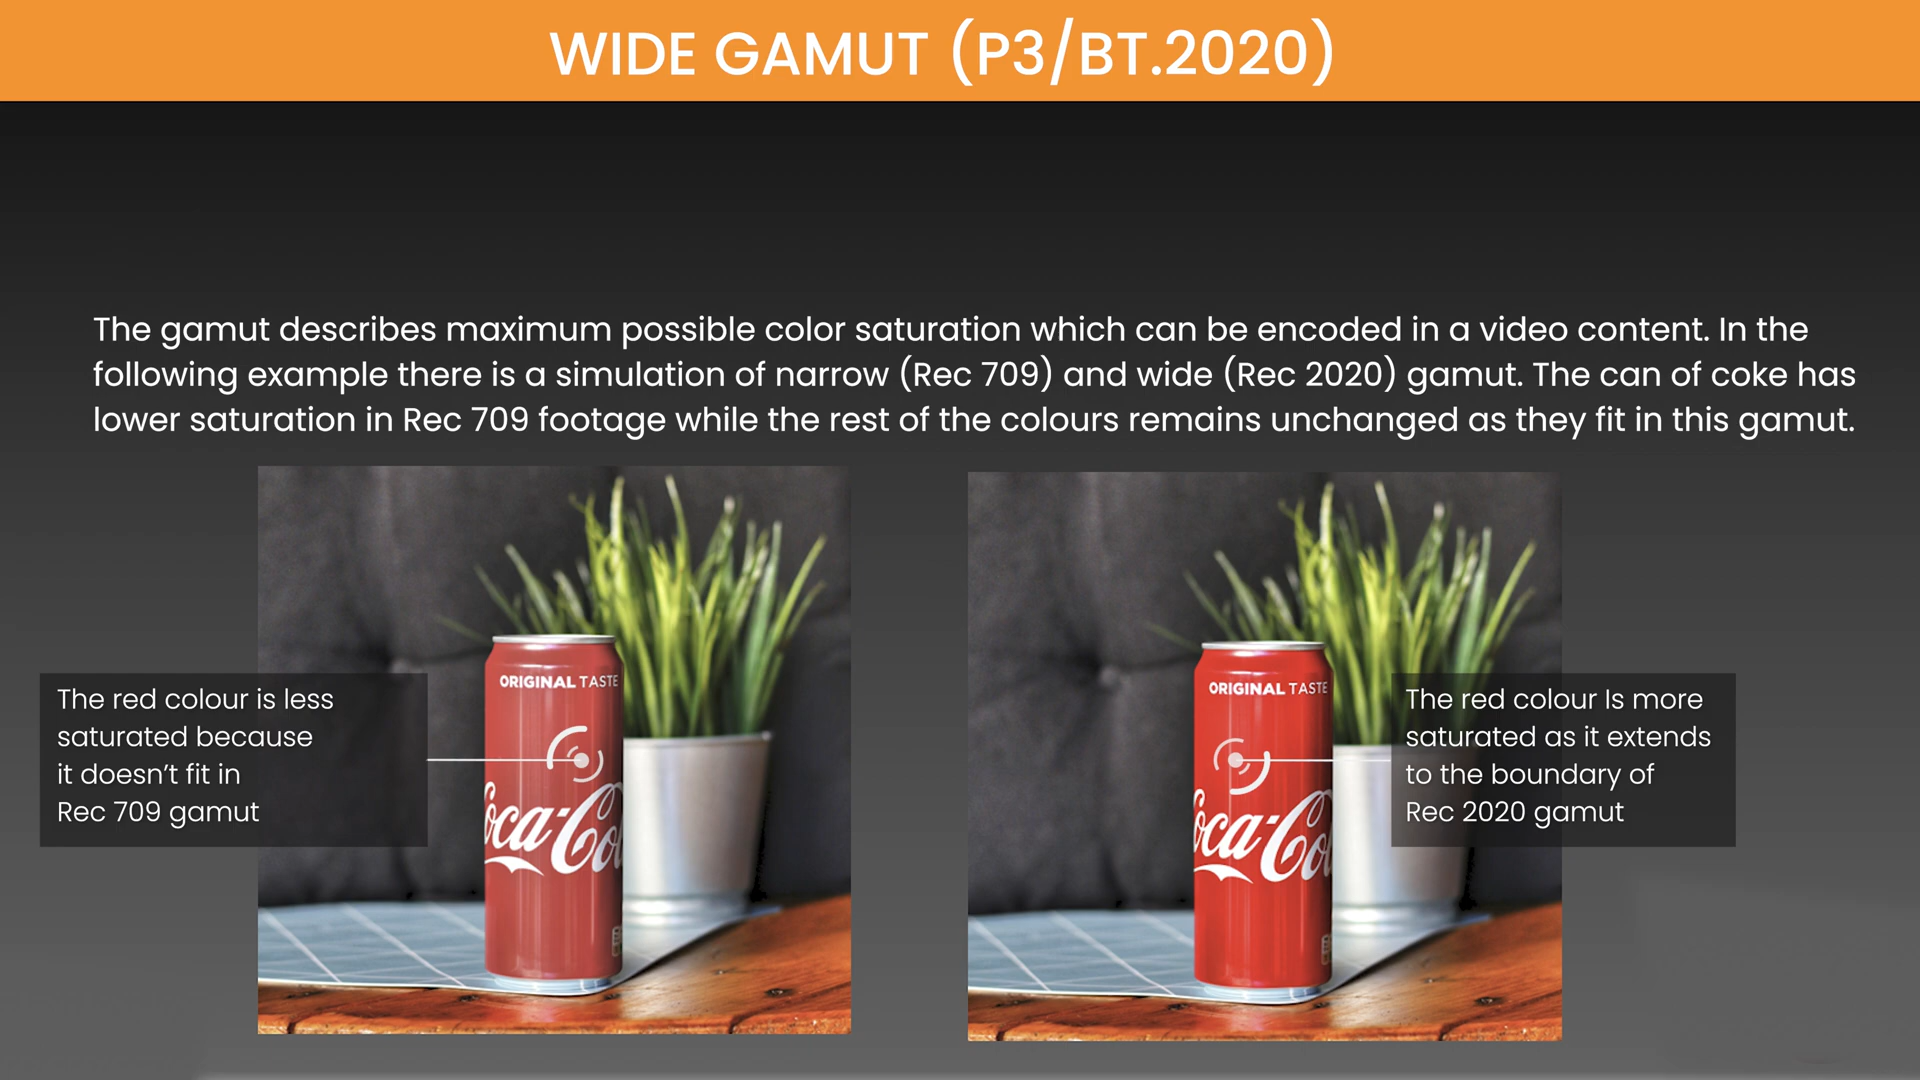 WIDE GAMUT (P3/BT.2020)
The gamut describes maximum possible color saturation which can be encoded in a video content. In the
following example there is a simulation of narrow (Rec 709) and wide (Rec 2020) gamut. The can of coke has
lower saturation in Rec 709 footage while the rest of the colours remains unchanged as they fit in this gamut.
The red colour is less
saturated because
it doesn't fit in
Rec 709 gamut
ORIGINAL TASTE
Coca-Col
ORIGINAL TASTE
Coca-Col
The red colour Is more
saturated as it extends
to the boundary of
Rec 2020 gamut